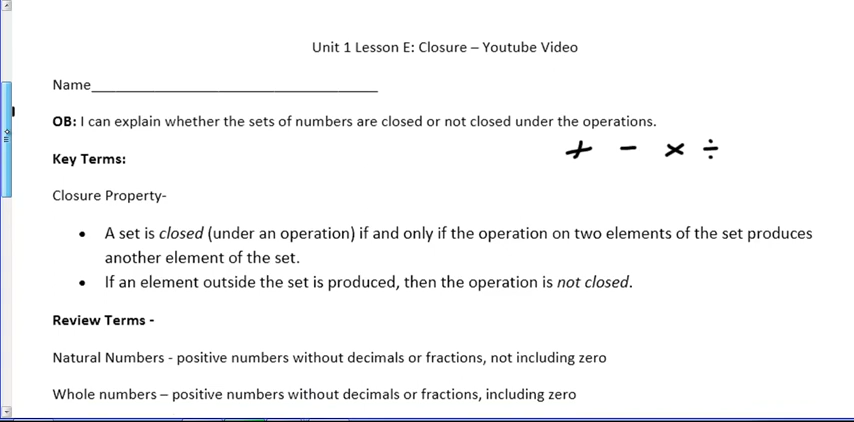 Unit 1 Lesson E: Closure – Youtube Video
Name___________________________________
OB: I can explain whether the sets of numbers are closed or not closed under the operations.
+ − × ÷
Key Terms:
Closure Property-
• A set is closed (under an operation) if and only if the operation on two elements of the set produces
another element of the set.
• If an element outside the set is produced, then the operation is not closed.
Review Terms -
Natural Numbers - positive numbers without decimals or fractions, not including zero
Whole numbers – positive numbers without decimals or fractions, including zero